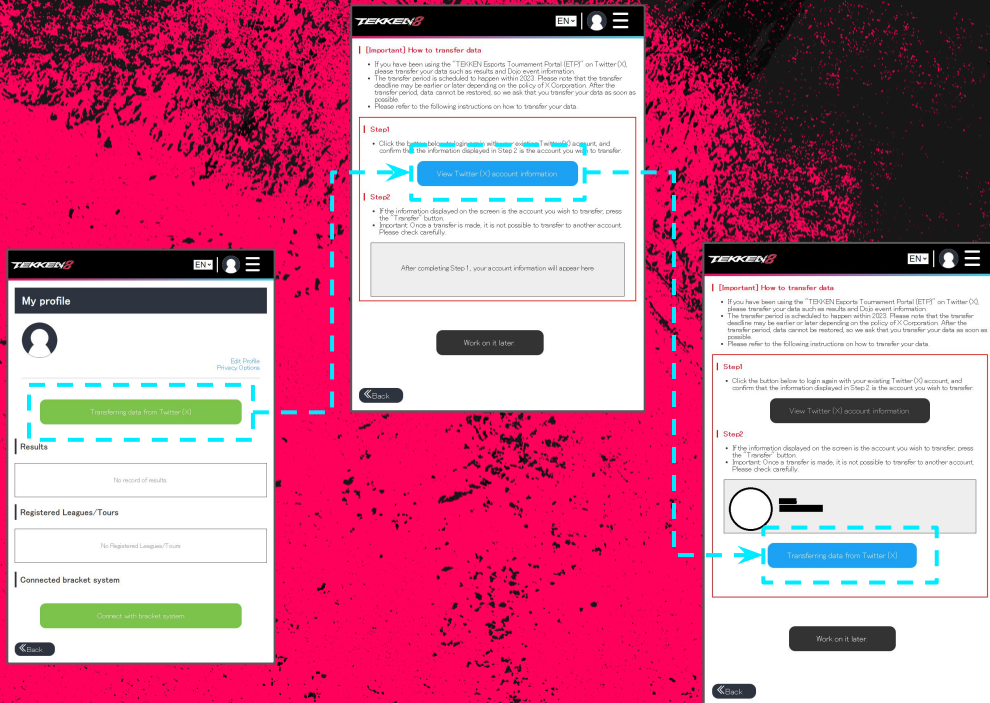 TEKKEN8
EN
My profile
Edit Profile
Privacy Options
Transferring data from Twitter (X)
Results
No record of results
Registered Leagues/Tours
No Registered Leagues/Tours
Connected bracket system
Connect with bracket system
Back
TEKKEN8
EN
[Important] How to transfer data
• If you have been using the "TEKKEN Esports Tournament Portal (ETP)" on Twitter (X),
please transfer your data such as results and Dojo event information.
• The transfer period is scheduled to happen within 2023. Please note that the transfer
deadline may be earlier or later depending on the policy of X Corporation. After the
transfer period, data cannot be restored, so we ask that you transfer your data as soon as
possible.
• Please refer to the following instructions on how to transfer your data.
Step1
• Click the button below to login again with your existing Twitter (X) account, and
confirm that the information displayed in Step 2 is the account you wish to transfer.
View Twitter (X) account information
Step2
• If the information displayed on the screen is the account you wish to transfer, press
the "Transfer" button.
• Important: Once a transfer is made, it is not possible to transfer to another account.
Please check carefully.
After completing Step 1, your account information will appear here
Work on it later
Back
TEKKEN8
EN
[Important] How to transfer data
• If you have been using the "TEKKEN Esports Tournament Portal (ETP)" on Twitter (X),
please transfer your data such as results and Dojo event information.
• The transfer period is scheduled to happen within 2023. Please note that the transfer
deadline may be earlier or later depending on the policy of X Corporation. After the
transfer period, data cannot be restored, so we ask that you transfer your data as soon as
possible.
• Please refer to the following instructions on how to transfer your data.
Step1
• Click the button below to login again with your existing Twitter (X) account, and
confirm that the information displayed in Step 2 is the account you wish to transfer.
View Twitter (X) account information
Step2
• If the information displayed on the screen is the account you wish to transfer, press
the "Transfer" button.
• Important: Once a transfer is made, it is not possible to transfer to another account.
Please check carefully.
Transferring data from Twitter (X)
Work on it later
Back